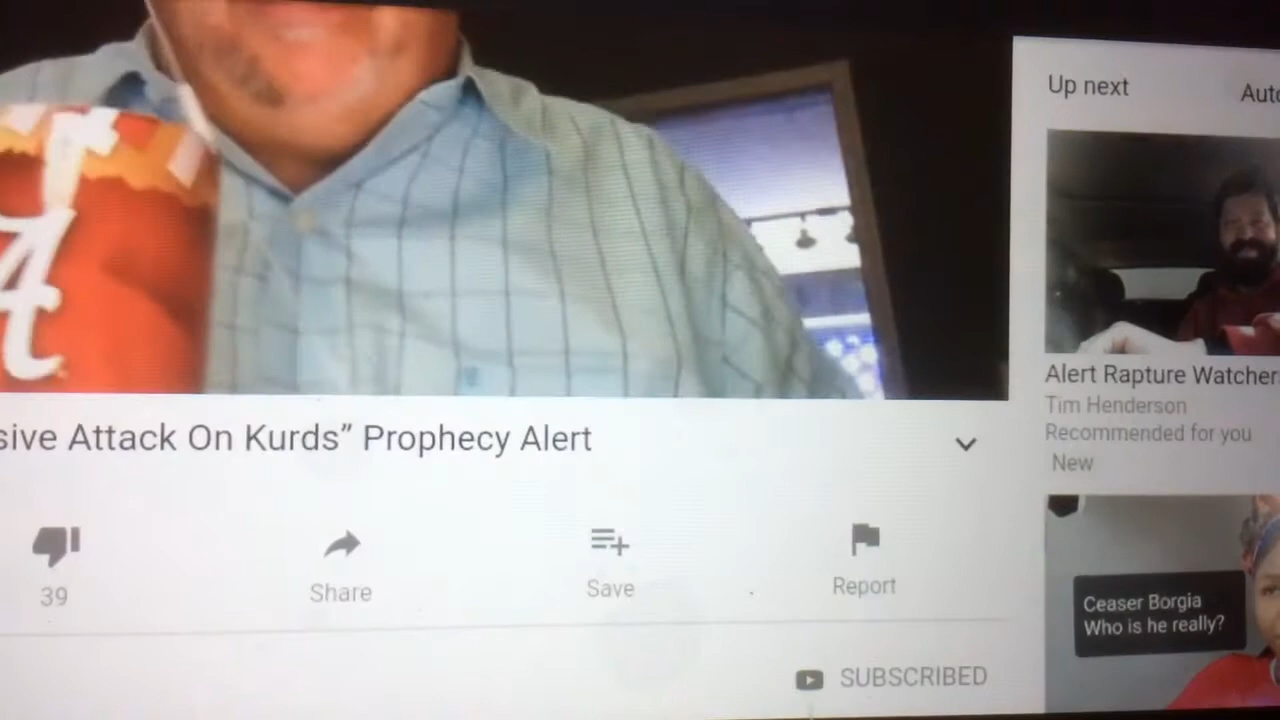 Up next
Auto
A
sive Attack On Kurds” Prophecy Alert
39
Share
Save
Report
SUBSCRIBED
Alert Rapture Watcher
Tim Henderson
Recommended for you
New
Ceaser Borgia
Who is he really?